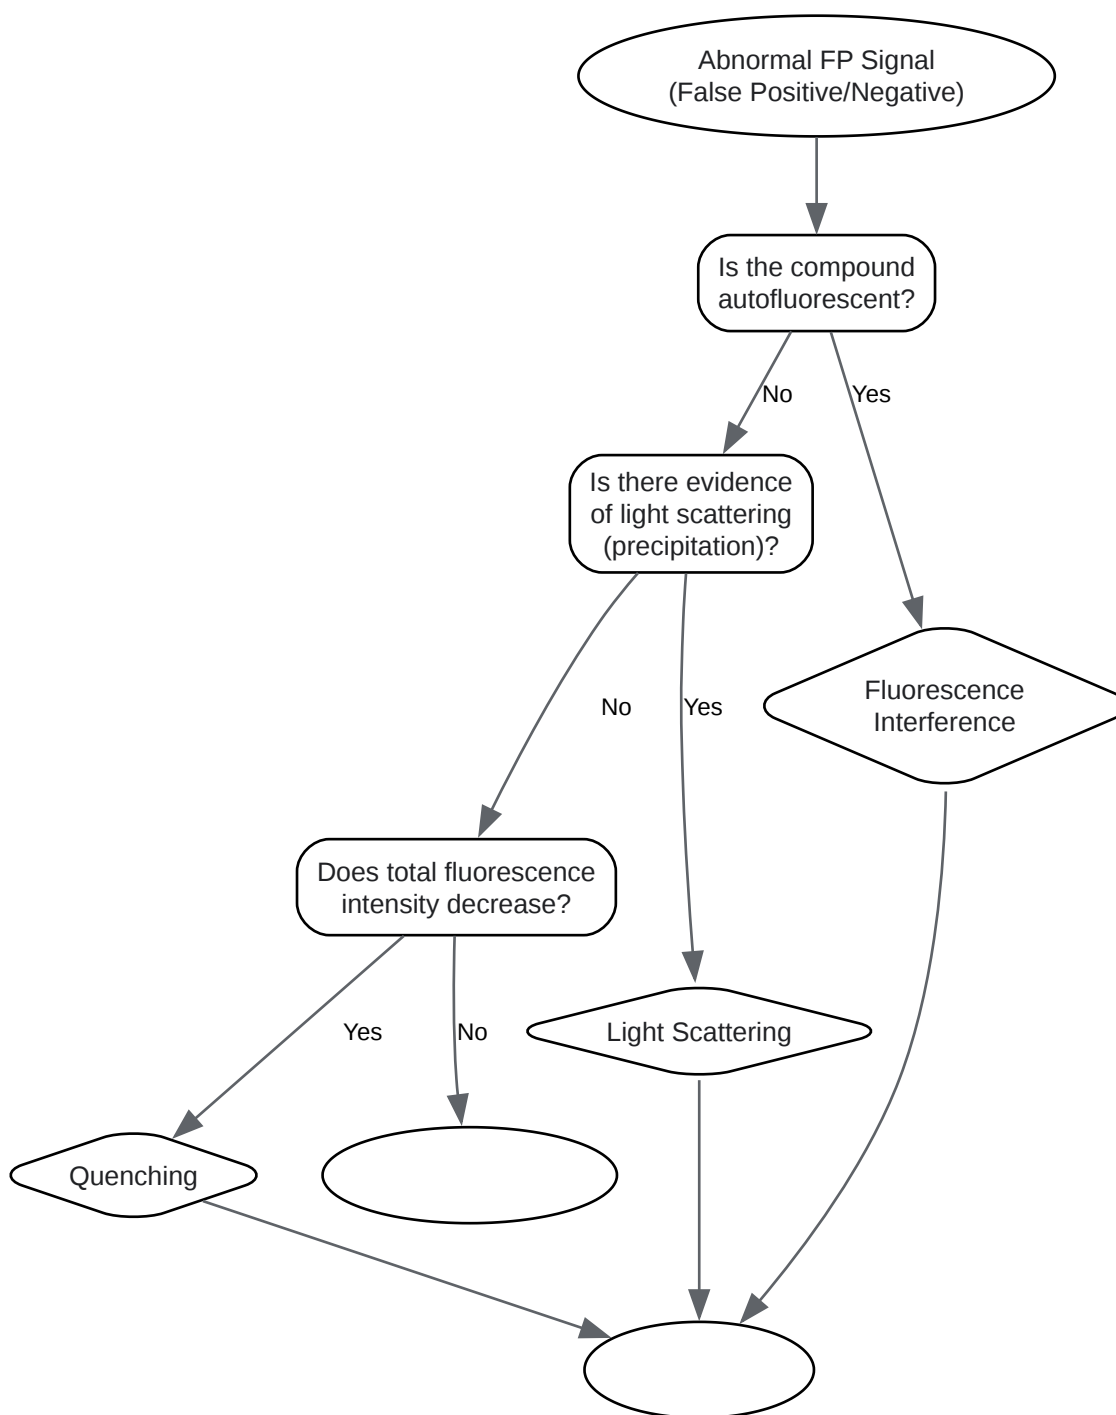 Abnormal FP Signal
(False Positive/Negative)
Is the compound
autofluorescent?
No
Yes
Is there evidence
of light scattering
(precipitation)?
Fluorescence
Interference
No
Yes
Does total fluorescence
intensity decrease?
Yes
No
Light Scattering
Quenching